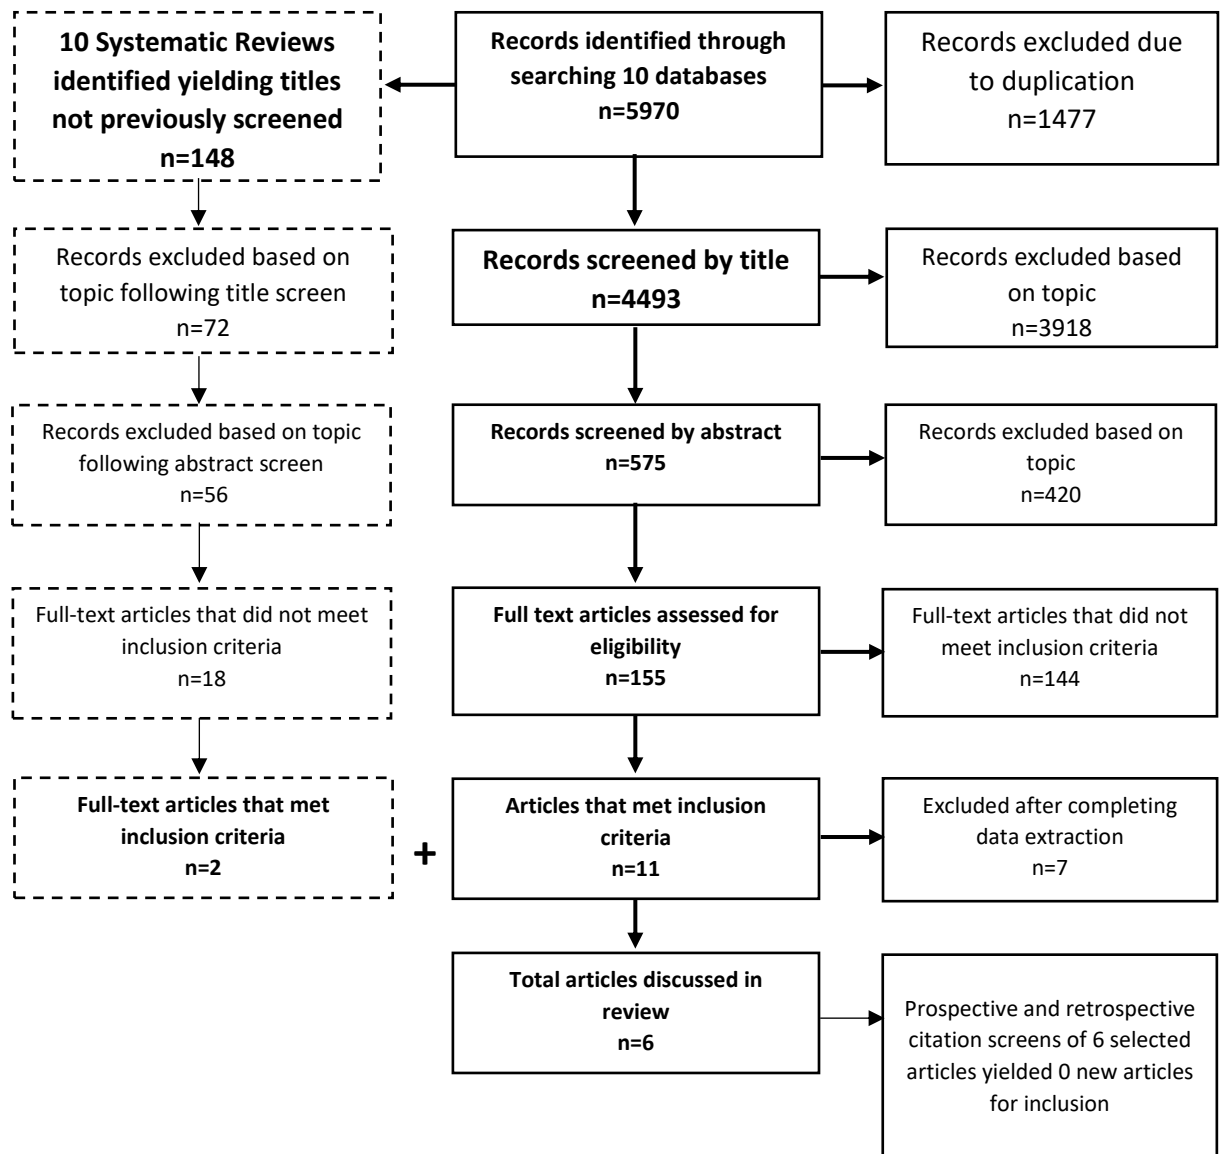 10 Systematic Reviews
identified yielding titles
not previously screened
n=148
Records identified through
searching 10 databases
n=5970
Records excluded due
to duplication
n=1477
Records excluded based on
topic following title screen
n=72
Records screened by title
n=4493
Records excluded based
on topic
n=3918
Records excluded based on topic
following abstract screen
n=56
Records screened by abstract
n=575
Records excluded based on
topic
n=420
Full-text articles that did not meet
inclusion criteria
n=18
Full text articles assessed for
eligibility
n=155
Full-text articles that did not
meet inclusion criteria
n=144
Full-text articles that met
inclusion criteria
n=2
+
Articles that met inclusion
criteria
n=11
Excluded after completing
data extraction
n=7
Total articles discussed in
review
n=6
Prospective and retrospective
citation screens of 6 selected
articles yielded 0 new articles
for inclusion